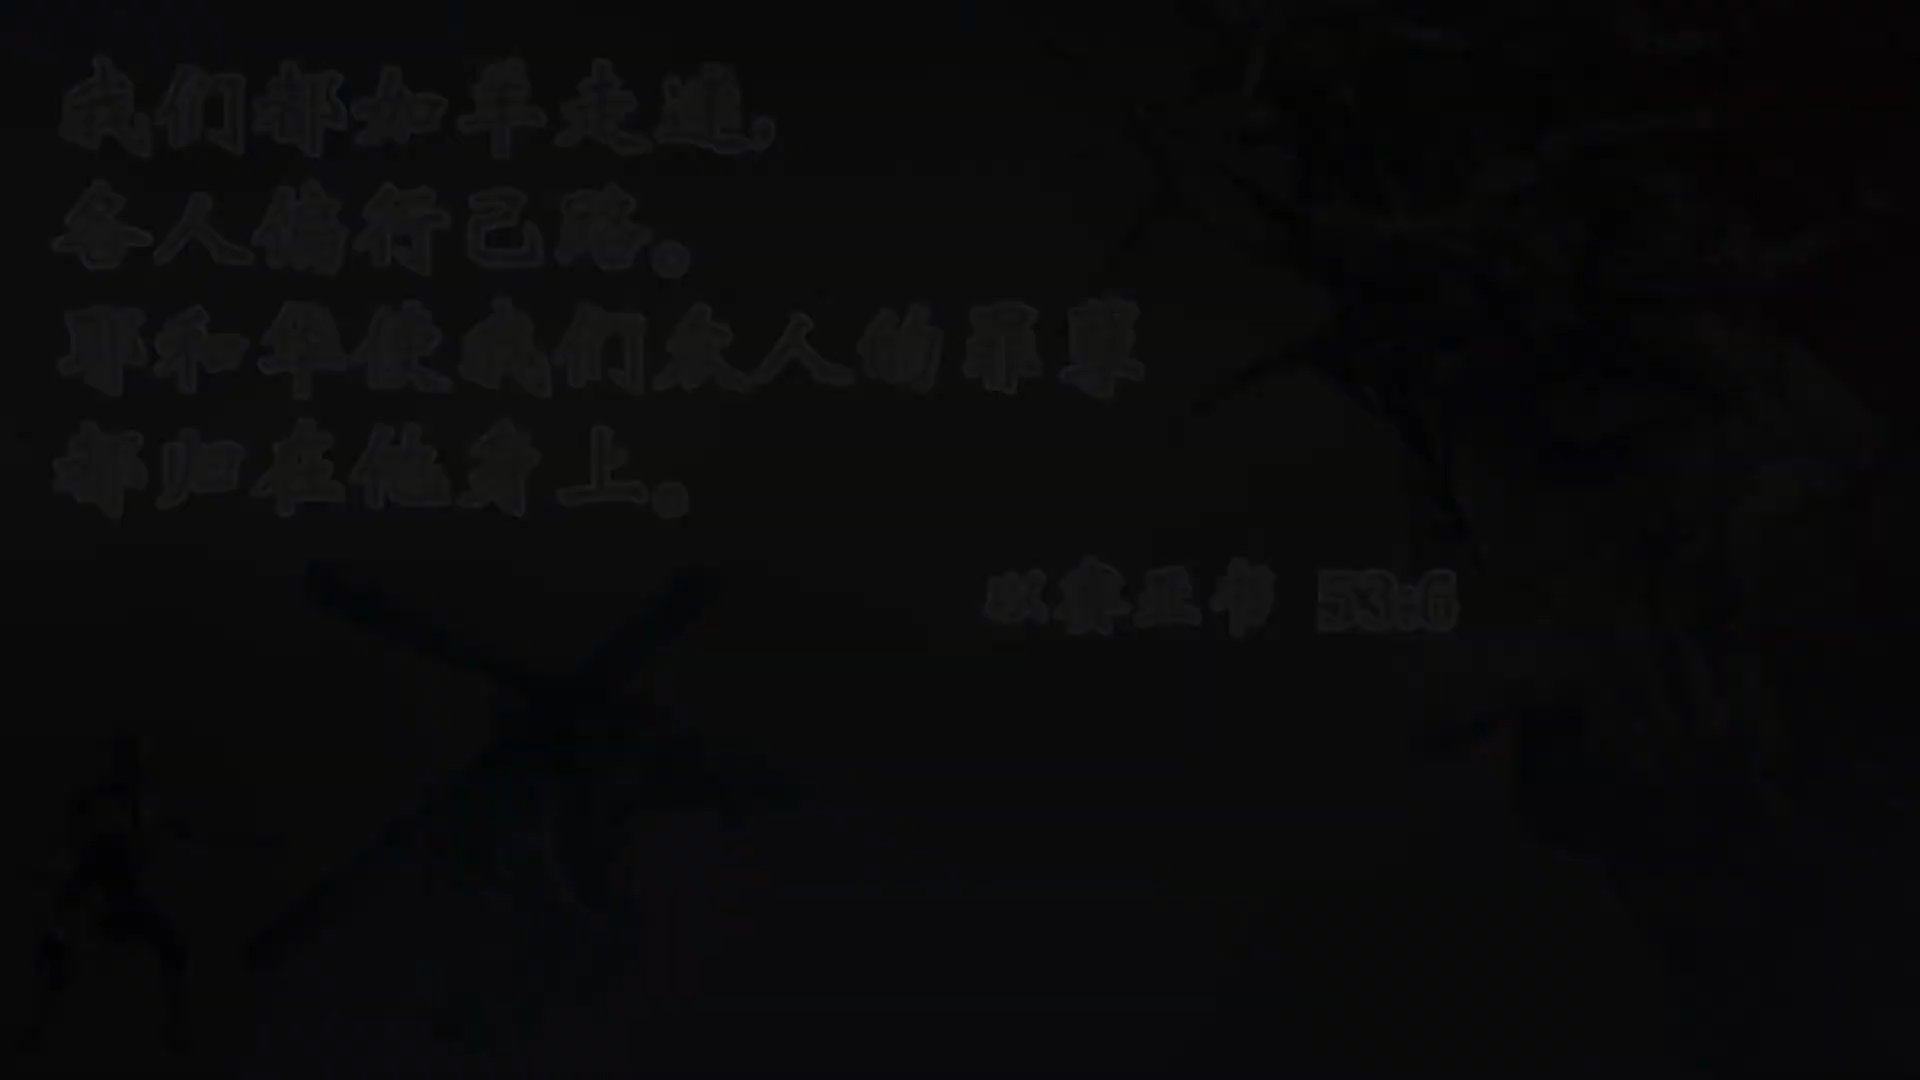 我们都如羊走迷，
各人偏行己路。
耶和华使我们众人的罪孽
都归在他身上。
以赛亚书 53:6